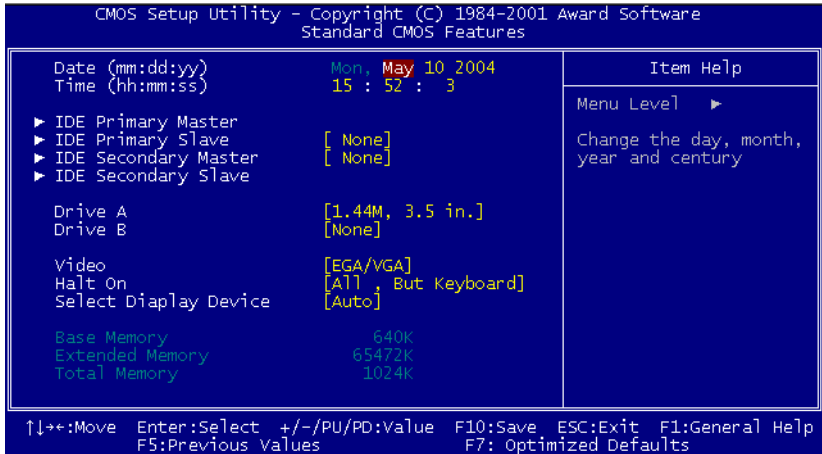 CMOS Setup Utility – Copyright (C) 1984-2001 Award Software
Standard CMOS Features
Date (mm:dd:yy) Mon, May 10 2004
Time (hh:mm:ss) 15 : 52 : 3
► IDE Primary Master
► IDE Primary Slave [ None]
► IDE Secondary Master [ None]
► IDE Secondary Slave
Drive A [1.44M, 3.5 in.]
Drive B [None]
Video [EGA/VGA]
Halt On [All , But Keyboard]
Select Diaplay Device [Auto]
Base Memory 640K
Extended Memory 65472K
Total Memory 1024K
Item Help
Menu Level ►
Change the day, month,
year and century
↑↓→←:Move Enter:Select +/-/PU/PD:Value F10:Save ESC:Exit F1:General Help
F5:Previous Values F7: Optimized Defaults